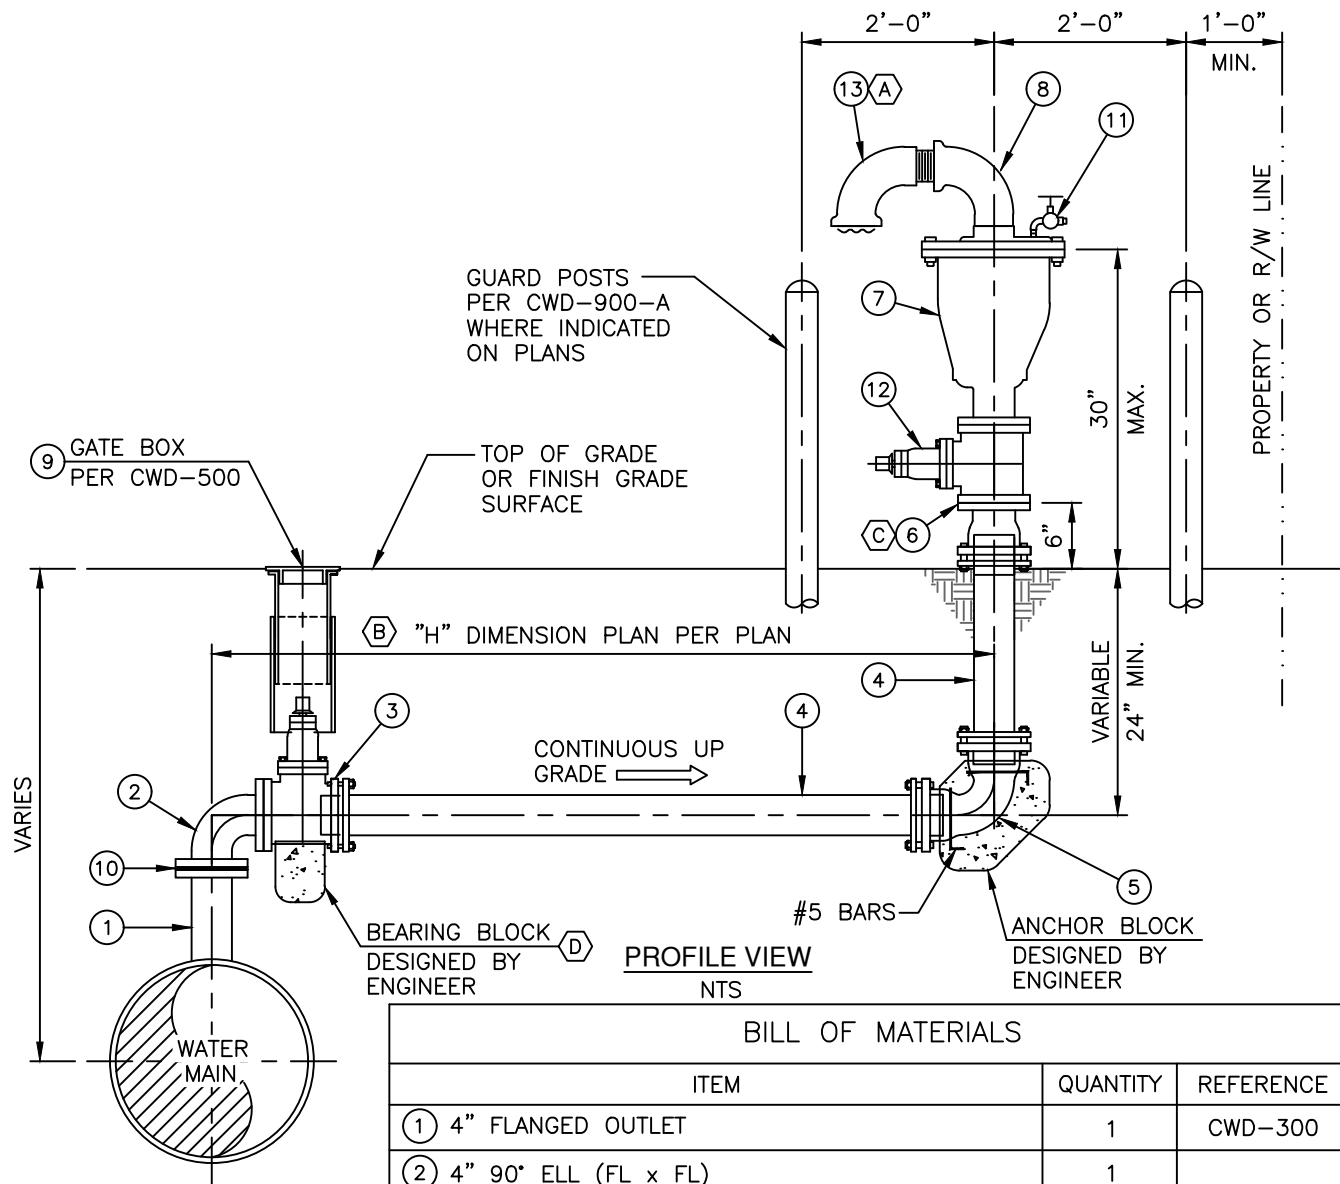 2'-0" 2'-0" 1'-0"
MIN.
13 A 8
11
PROPERTY OR R/W LINE
GUARD POSTS
PER CWD-900-A
WHERE INDICATED
ON PLANS
7
30"
MAX.
12
9 GATE BOX
PER CWD-500
TOP OF GRADE
OR FINISH GRADE
SURFACE
C 6
6"
B "H" DIMENSION PLAN PER PLAN
4
VARIABLE
24" MIN.
3
4
CONTINUOUS UP
GRADE
VARIES
2
10
5
#5 BARS
1
BEARING BLOCK D
DESIGNED BY
ENGINEER
ANCHOR BLOCK
DESIGNED BY
ENGINEER
PROFILE VIEW
NTS
WATER
MAIN
BILL OF MATERIALS
ITEM QUANTITY REFERENCE
1 4" FLANGED OUTLET 1 CWD-300
2 4" 90° ELL (FL x FL) 1